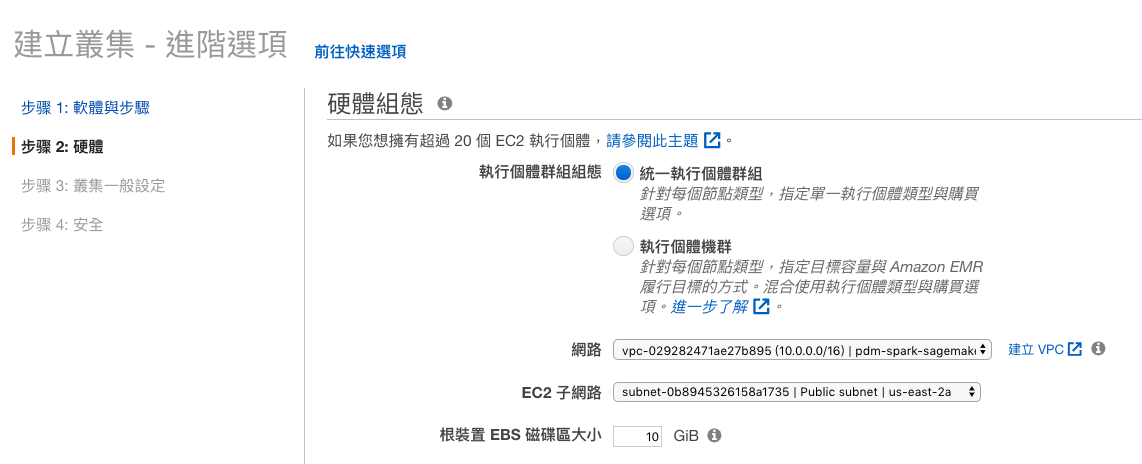 建立叢集 - 進階選項 前往快速選項
步驟 1: 軟體與步驟
步驟 2: 硬體
步驟 3: 叢集一般設定
步驟 4: 安全
硬體組態
如果您想擁有超過 20 個 EC2 執行個體，請參閱此主題。
執行個體群組組態 統一執行個體群組
針對每個節點類型，指定單一執行個體類型與購買
選項。
執行個體機群
針對每個節點類型，指定目標容量與 Amazon EMR
履行目標的方式。混合使用執行個體類型與購買選
項。進一步了解。
網路 vpc-029282471ae27b895 (10.0.0.0/16) | pdm-spark-sagemak 建立 VPC
EC2 子網路 subnet-0b8945326158a1735 | Public subnet | us-east-2a
根裝置 EBS 磁碟區大小 10 GiB